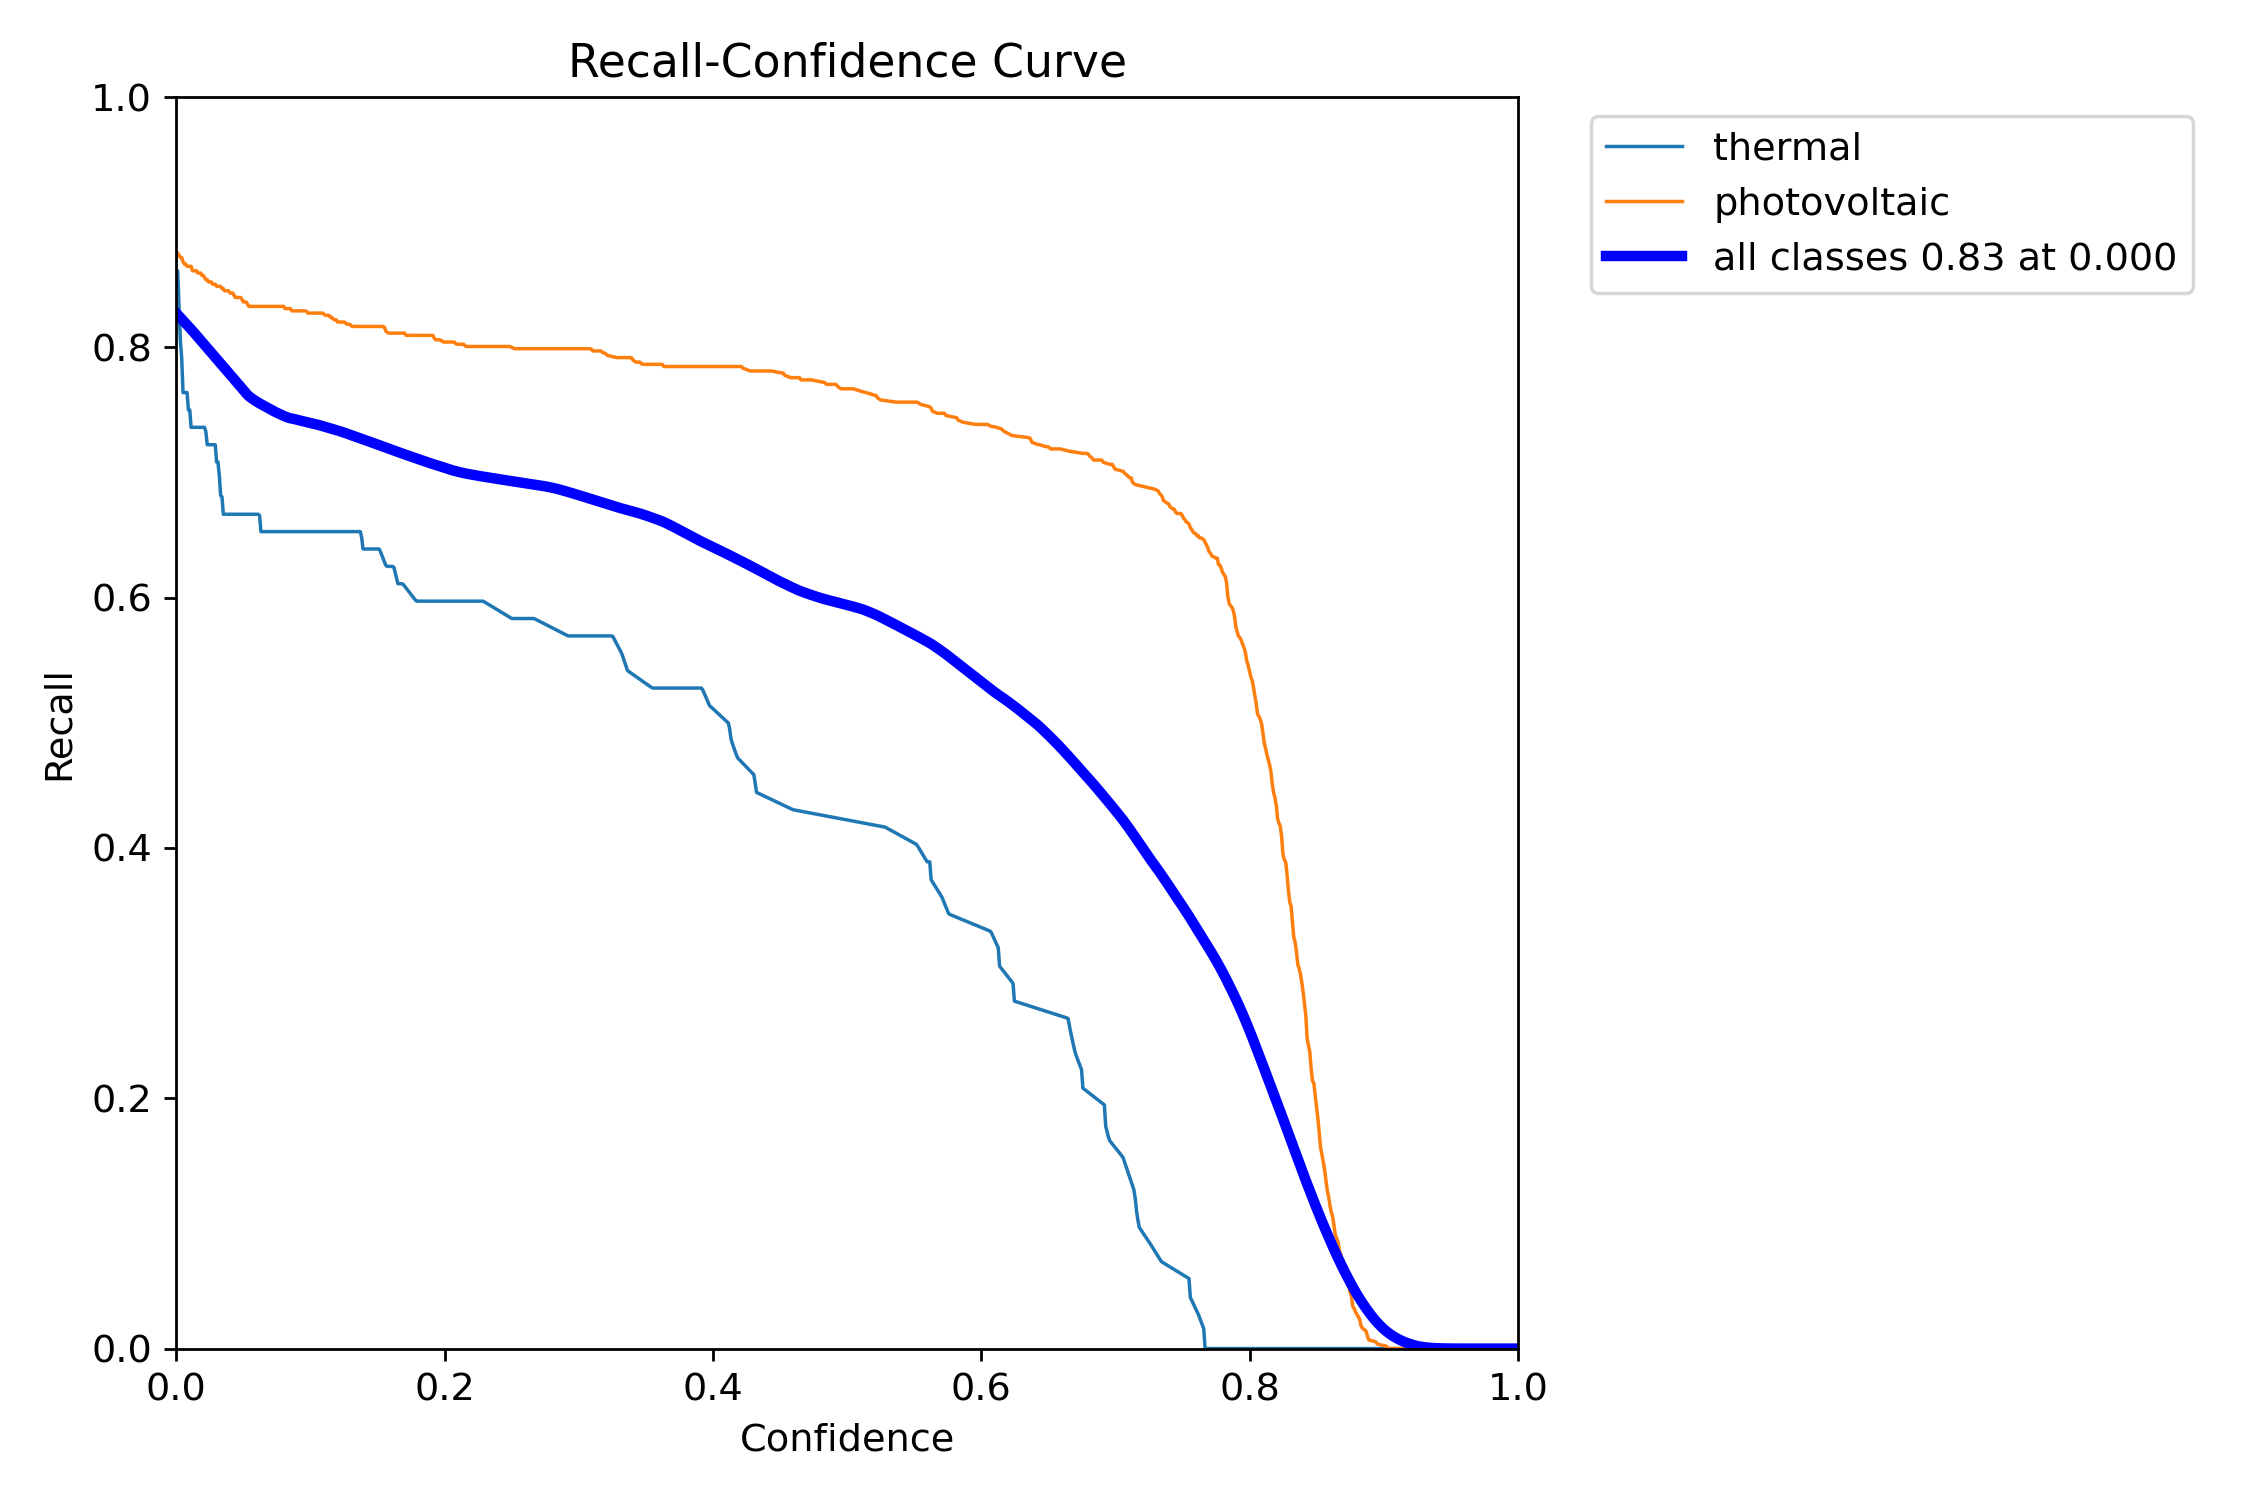 Recall-Confidence Curve
thermal
photovoltaic
all classes 0.83 at 0.000
Recall
1.0
0.8
0.6
0.4
0.2
0.0
0.0 0.2 0.4 0.6 0.8 1.0
Confidence